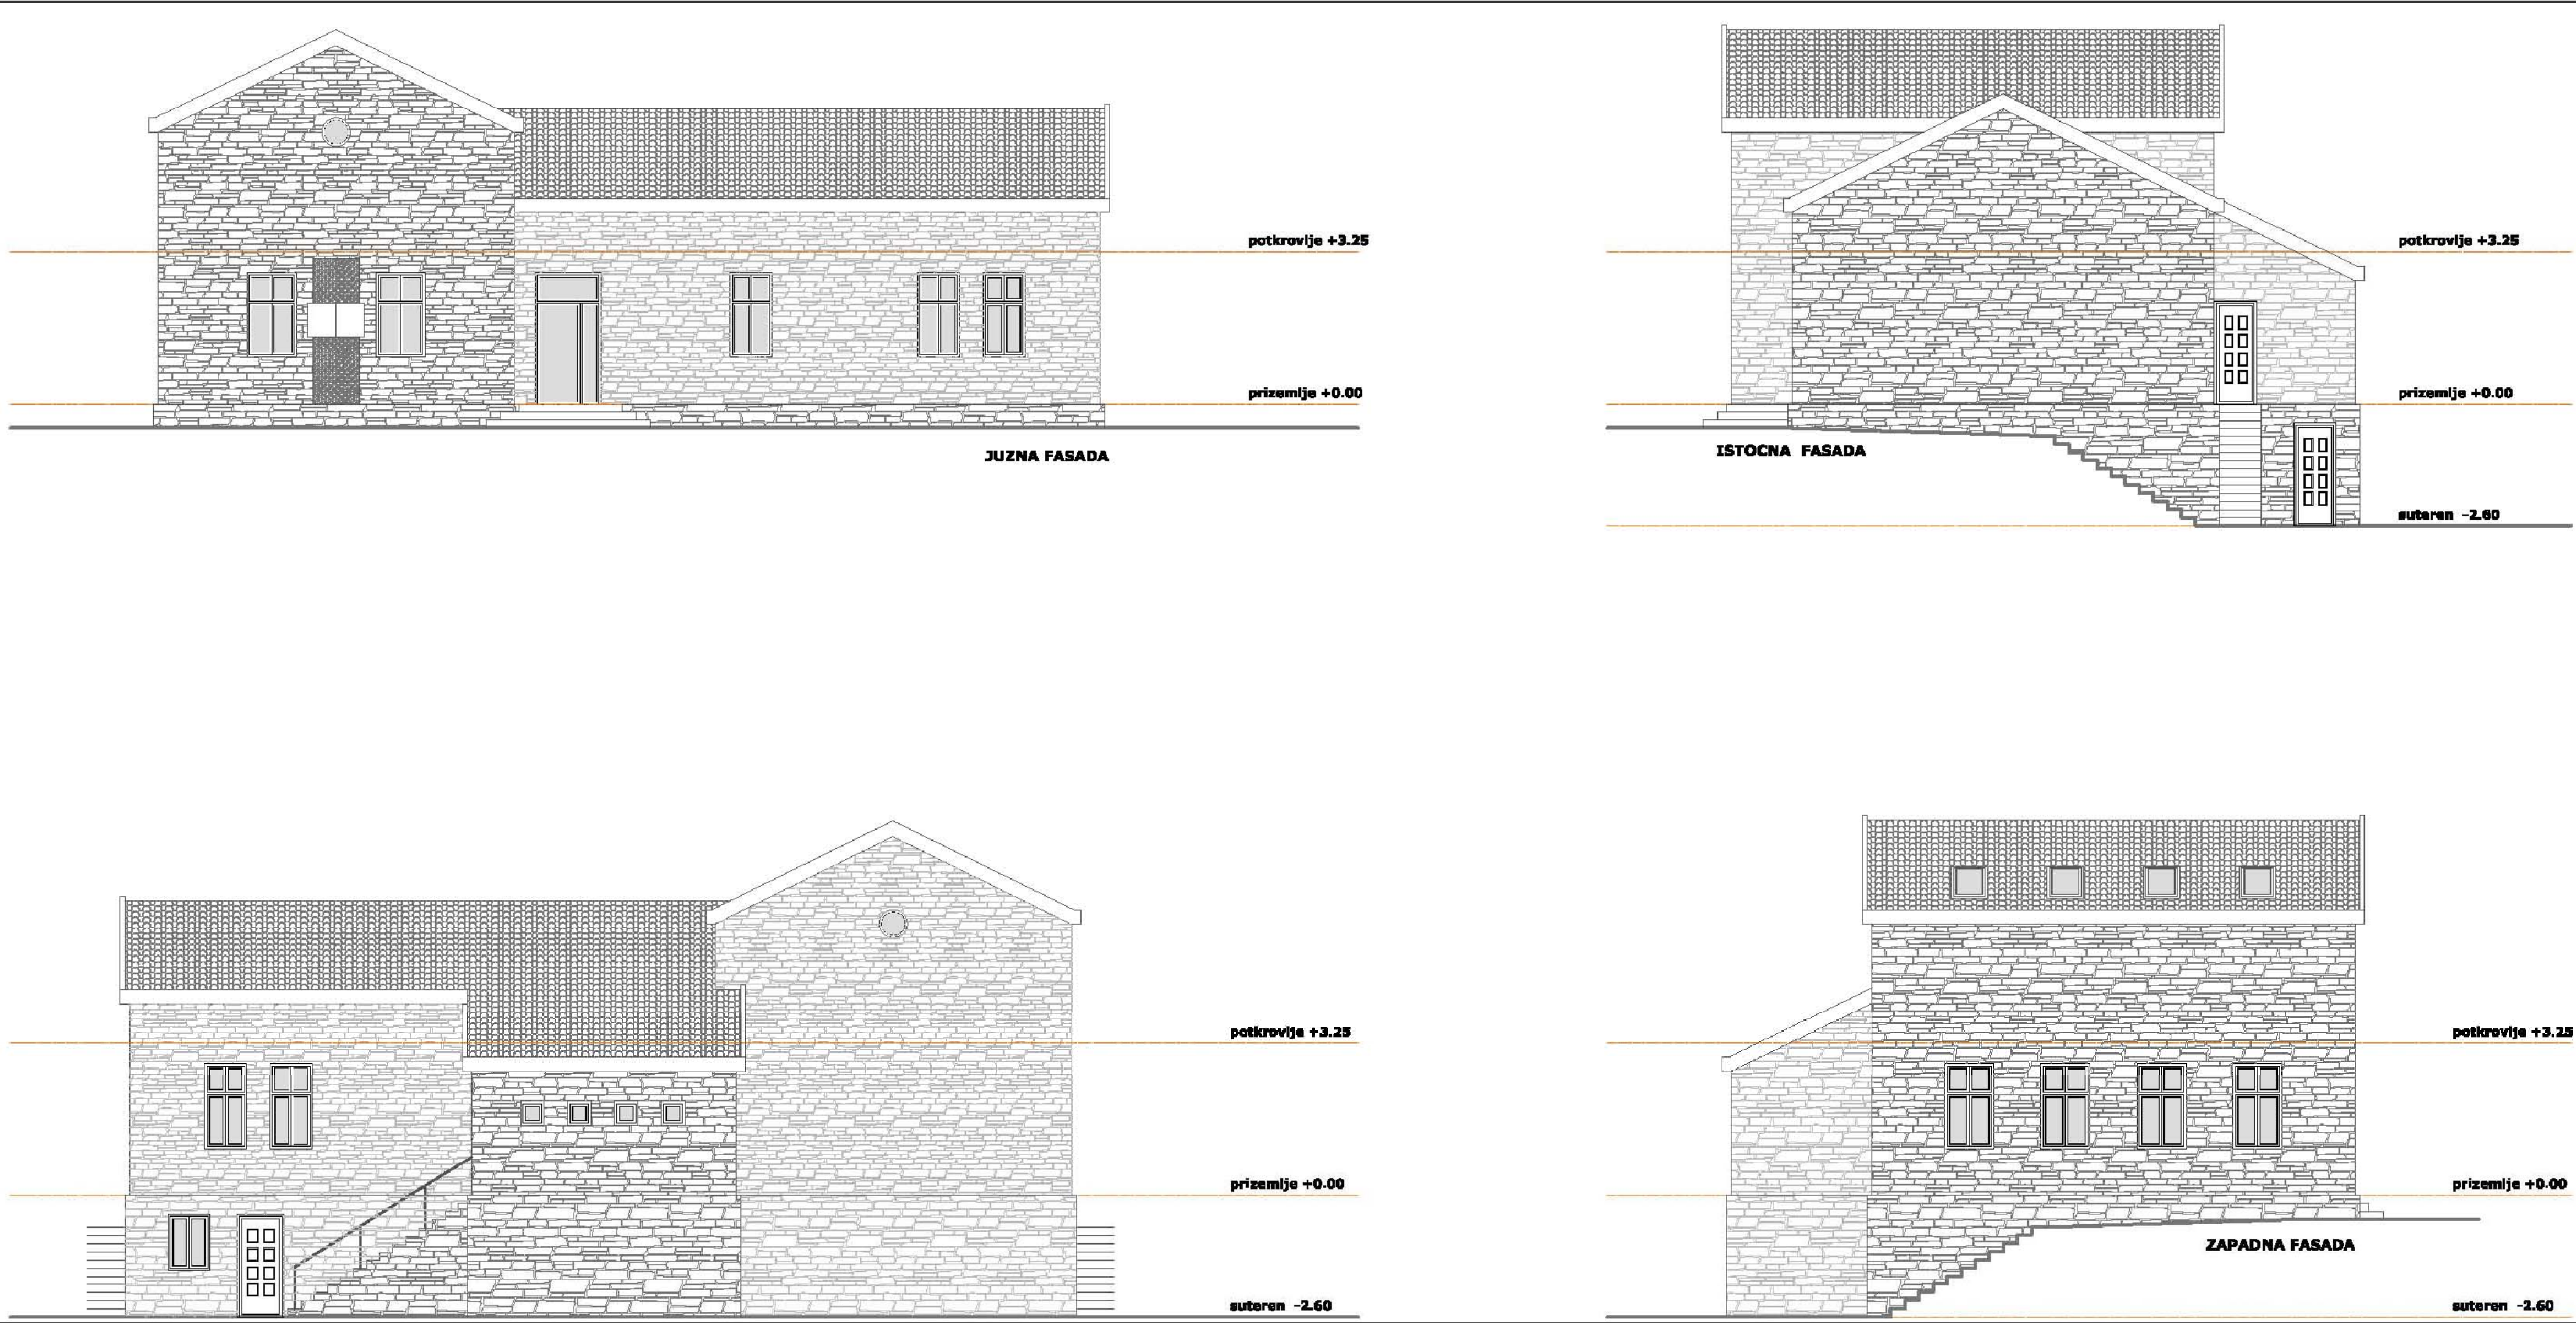 potkrovlje +3.25
prizemlje +0.00
JUZNA FASADA
potkrovlje +3.25
prizemlje +0.00
ISTOCNA FASADA
suteren -2.60
potkrovlje +3.25
prizemlje +0.00
suteren -2.60
potkrovlje +3.25
prizemlje +0.00
ZAPADNA FASADA
suteren -2.60